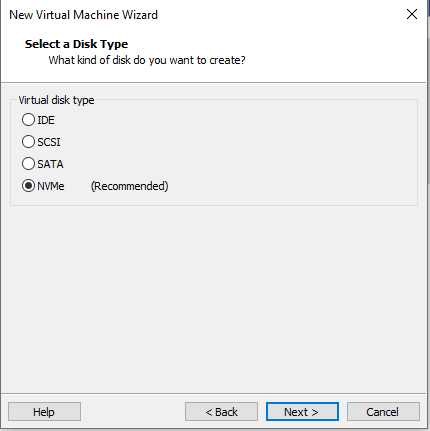 New Virtual Machine Wizard
Select a Disk Type
What kind of disk do you want to create?
Virtual disk type
IDE
SCSI
SATA
NVMe (Recommended)
Help < Back Next > Cancel